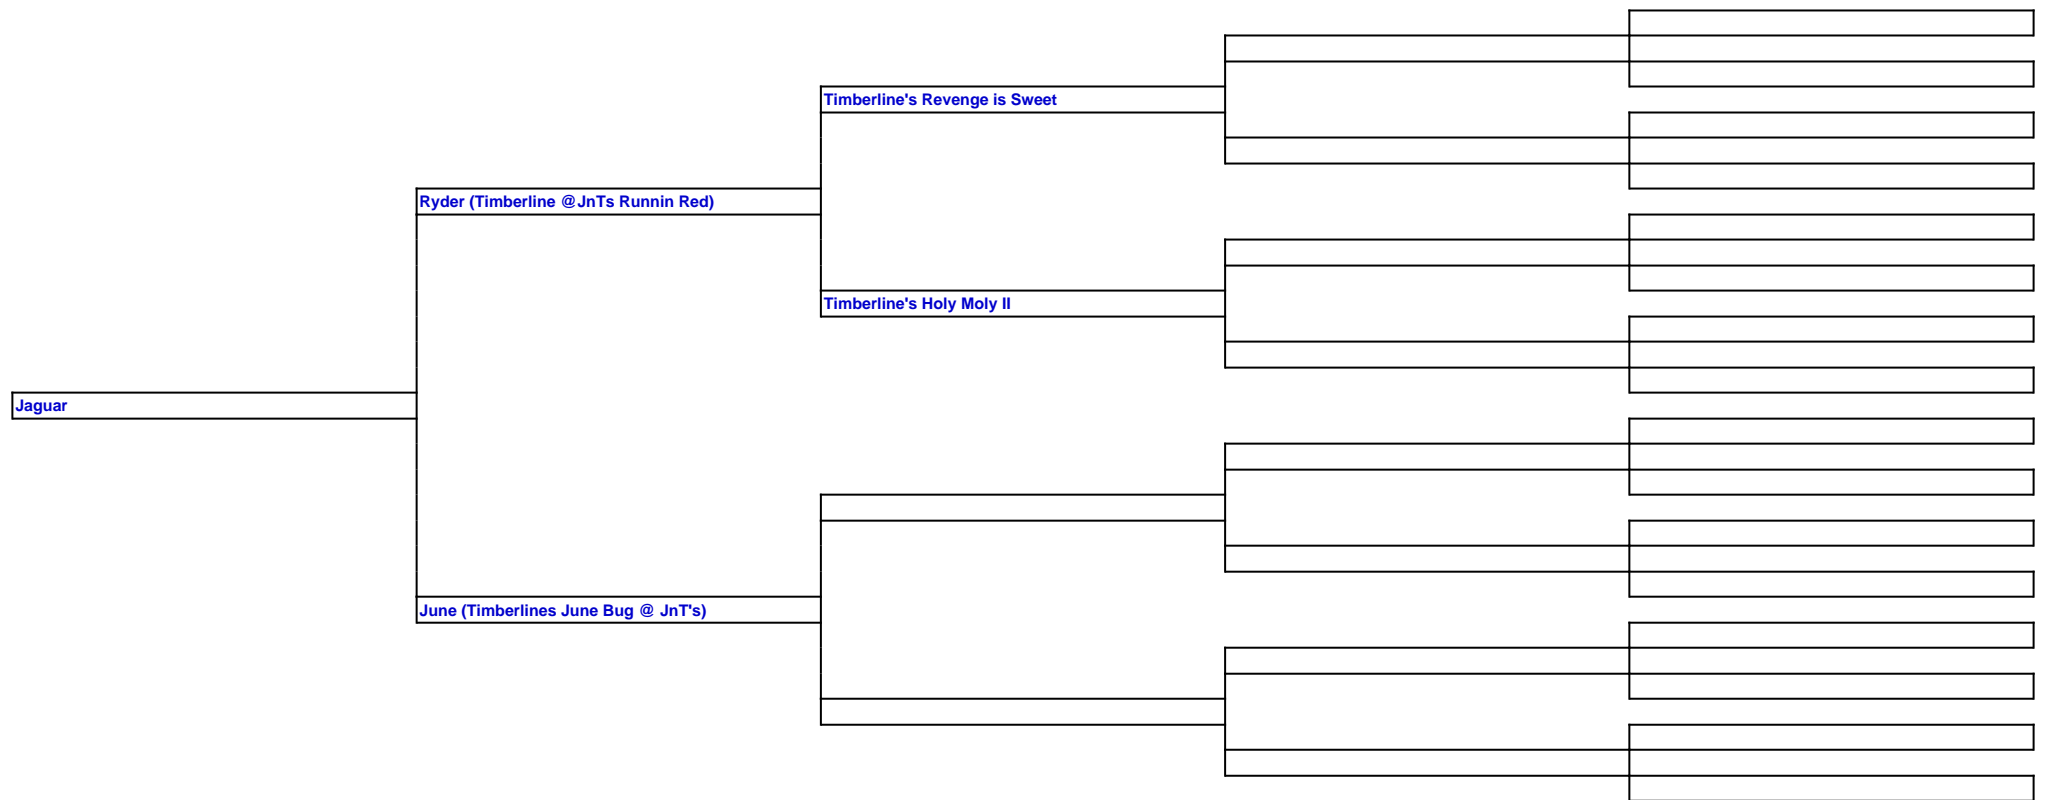 Timberline's Revenge is Sweet
Ryder (Timberline @JnTs Runnin Red)
Timberline's Holy Moly II
Jaguar
June (Timberlines June Bug @ JnT's)